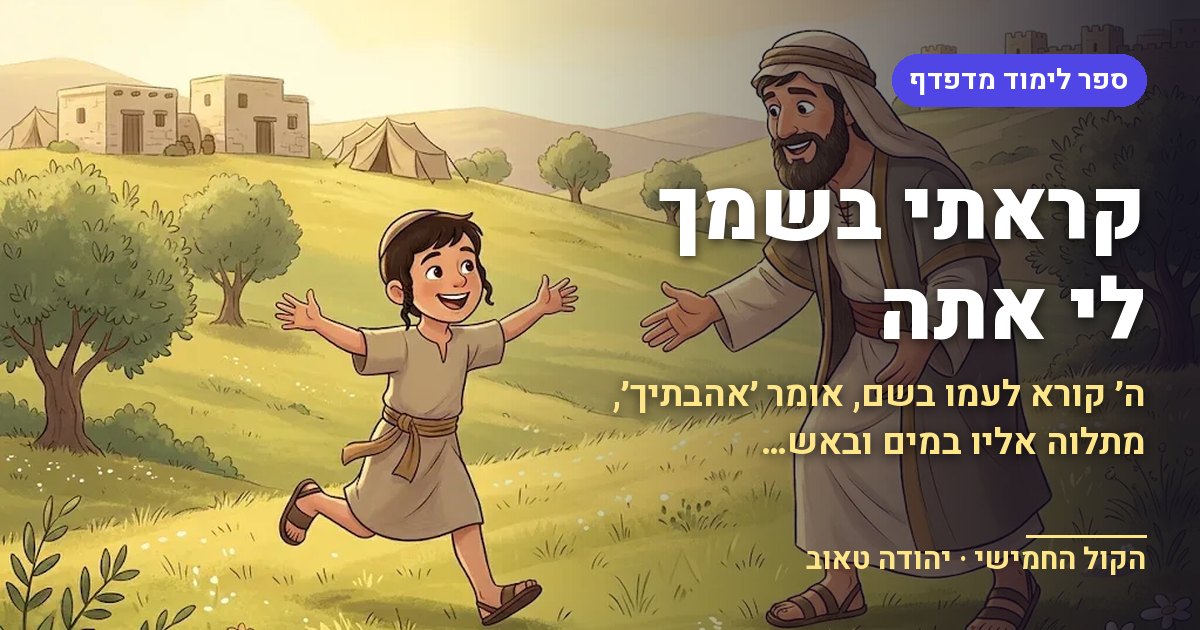 ספר לימוד מדפדף
קראתי בשמך
לי אתה
ה׳ קורא לעמו בשם, אומר ׳אהבתיך׳,
מתלוה אליו במים ובאש...
הקול החמישי · יהודה טאוב